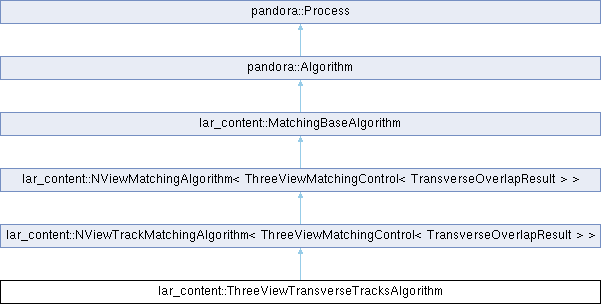 pandora::Process
pandora::Algorithm
lar_content::MatchingBaseAlgorithm
lar_content::NViewMatchingAlgorithm< ThreeViewMatchingControl< TransverseOverlapResult > >
lar_content::NViewTrackMatchingAlgorithm< ThreeViewMatchingControl< TransverseOverlapResult > >
lar_content::ThreeViewTransverseTracksAlgorithm